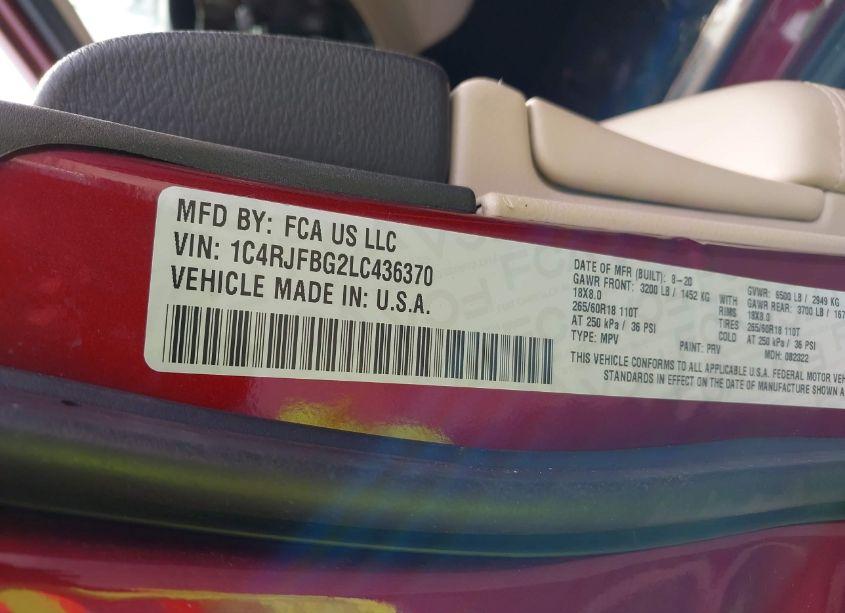 MFD BY: FCA US LLC
VIN: 1C4RJFBG2LC436370
VEHICLE MADE IN: U.S.A.
DATE OF MFR (BUILT): 8-20
GAWR FRONT: 3200 LB / 1452 KG
18X8.0
265/60R18 110T
AT 250 kPa / 36 PSI
TYPE: MPV
WITH
RIMS
TIRES
COLD
GVWR: 6500 LB / 2949 KG
GAWR REAR: 3700 LB / 167
18X8.0
265/60R18 110T
AT 250 kPa / 36 PSI
PAINT: PRV
MDH: 082322
THIS VEHICLE CONFORMS TO ALL APPLICABLE U.S.A. FEDERAL MOTOR VEH
STANDARDS IN EFFECT ON THE DATE OF MANUFACTURE SHOWN A